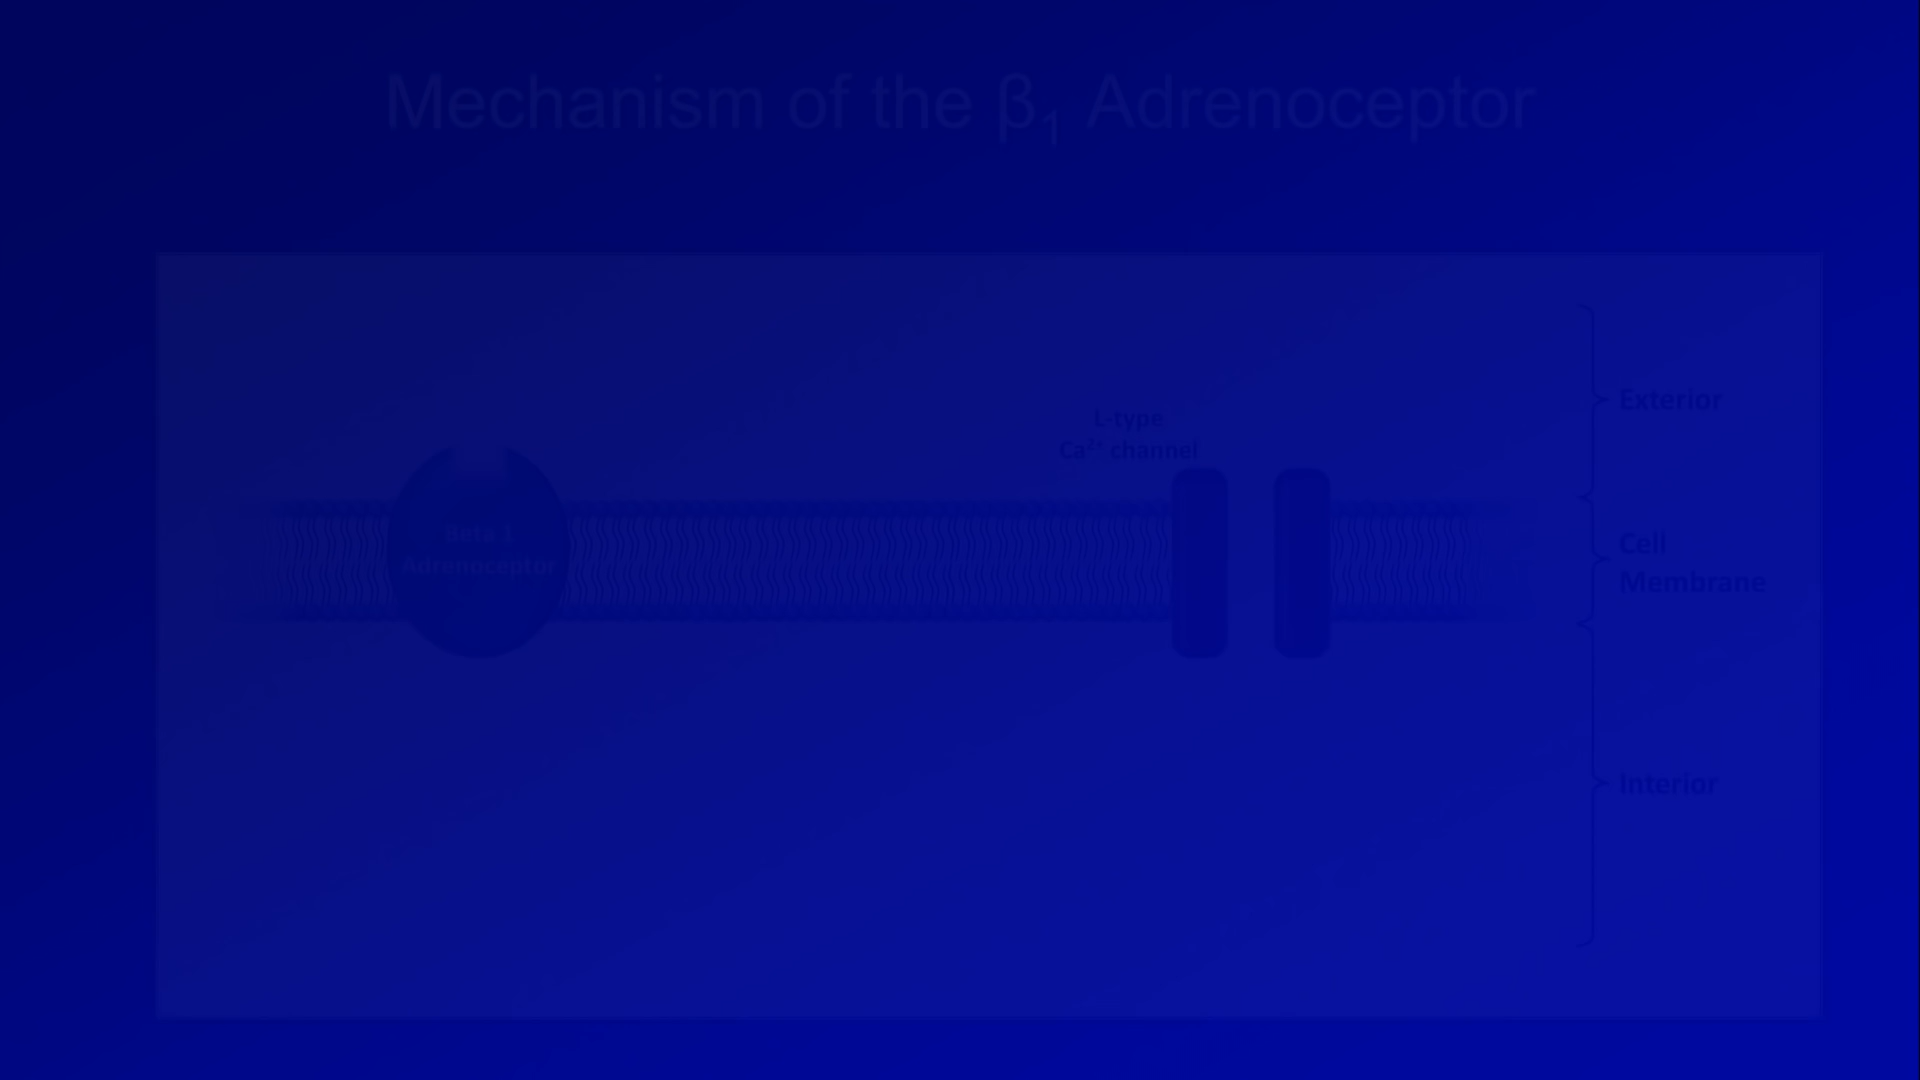 Mechanism of the β₁ Adrenoceptor
Exterior
L-type
Ca²⁺ channel
Beta 1
Adrenoceptor
Cell
Membrane
Interior